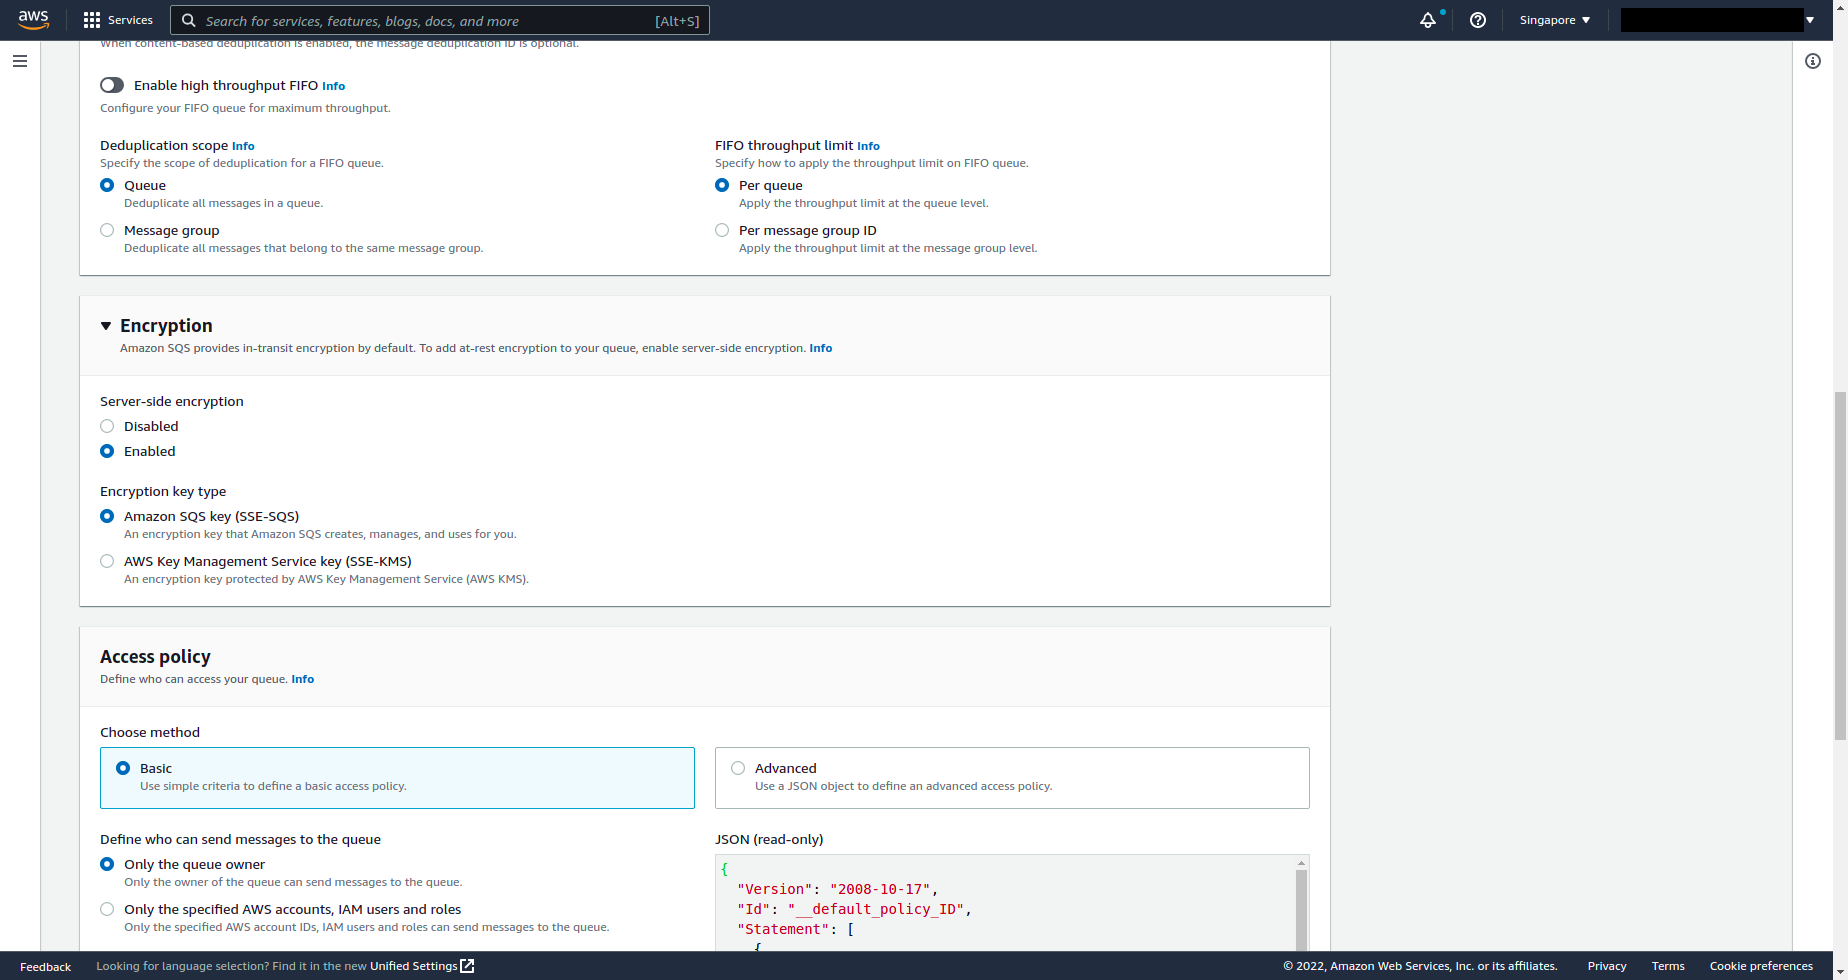 aws
Services
Search for services, features, blogs, docs, and more
[Alt+S]
Singapore
When content-based deduplication is enabled, the message deduplication ID is optional.
Enable high throughput FIFO Info
Configure your FIFO queue for maximum throughput.
Deduplication scope Info
Specify the scope of deduplication for a FIFO queue.
Queue
Deduplicate all messages in a queue.
Message group
Deduplicate all messages that belong to the same message group.
FIFO throughput limit Info
Specify how to apply the throughput limit on FIFO queue.
Per queue
Apply the throughput limit at the queue level.
Per message group ID
Apply the throughput limit at the message group level.
Encryption
Amazon SQS provides in-transit encryption by default. To add at-rest encryption to your queue, enable server-side encryption. Info
Server-side encryption
Disabled
Enabled
Encryption key type
Amazon SQS key (SSE-SQS)
An encryption key that Amazon SQS creates, manages, and uses for you.
AWS Key Management Service key (SSE-KMS)
An encryption key protected by AWS Key Management Service (AWS KMS).
Access policy
Define who can access your queue. Info
Choose method
Basic
Use simple criteria to define a basic access policy.
Advanced
Use a JSON object to define an advanced access policy.
Define who can send messages to the queue
Only the queue owner
Only the owner of the queue can send messages to the queue.
Only the specified AWS accounts, IAM users and roles
Only the specified AWS account IDs, IAM users and roles can send messages to the queue.
JSON (read-only)
{
"Version": "2008-10-17",
"Id": "__default_policy_ID",
"Statement": [
{
Feedback
Looking for language selection? Find it in the new Unified Settings
© 2022, Amazon Web Services, Inc. or its affiliates.
Privacy
Terms
Cookie preferences